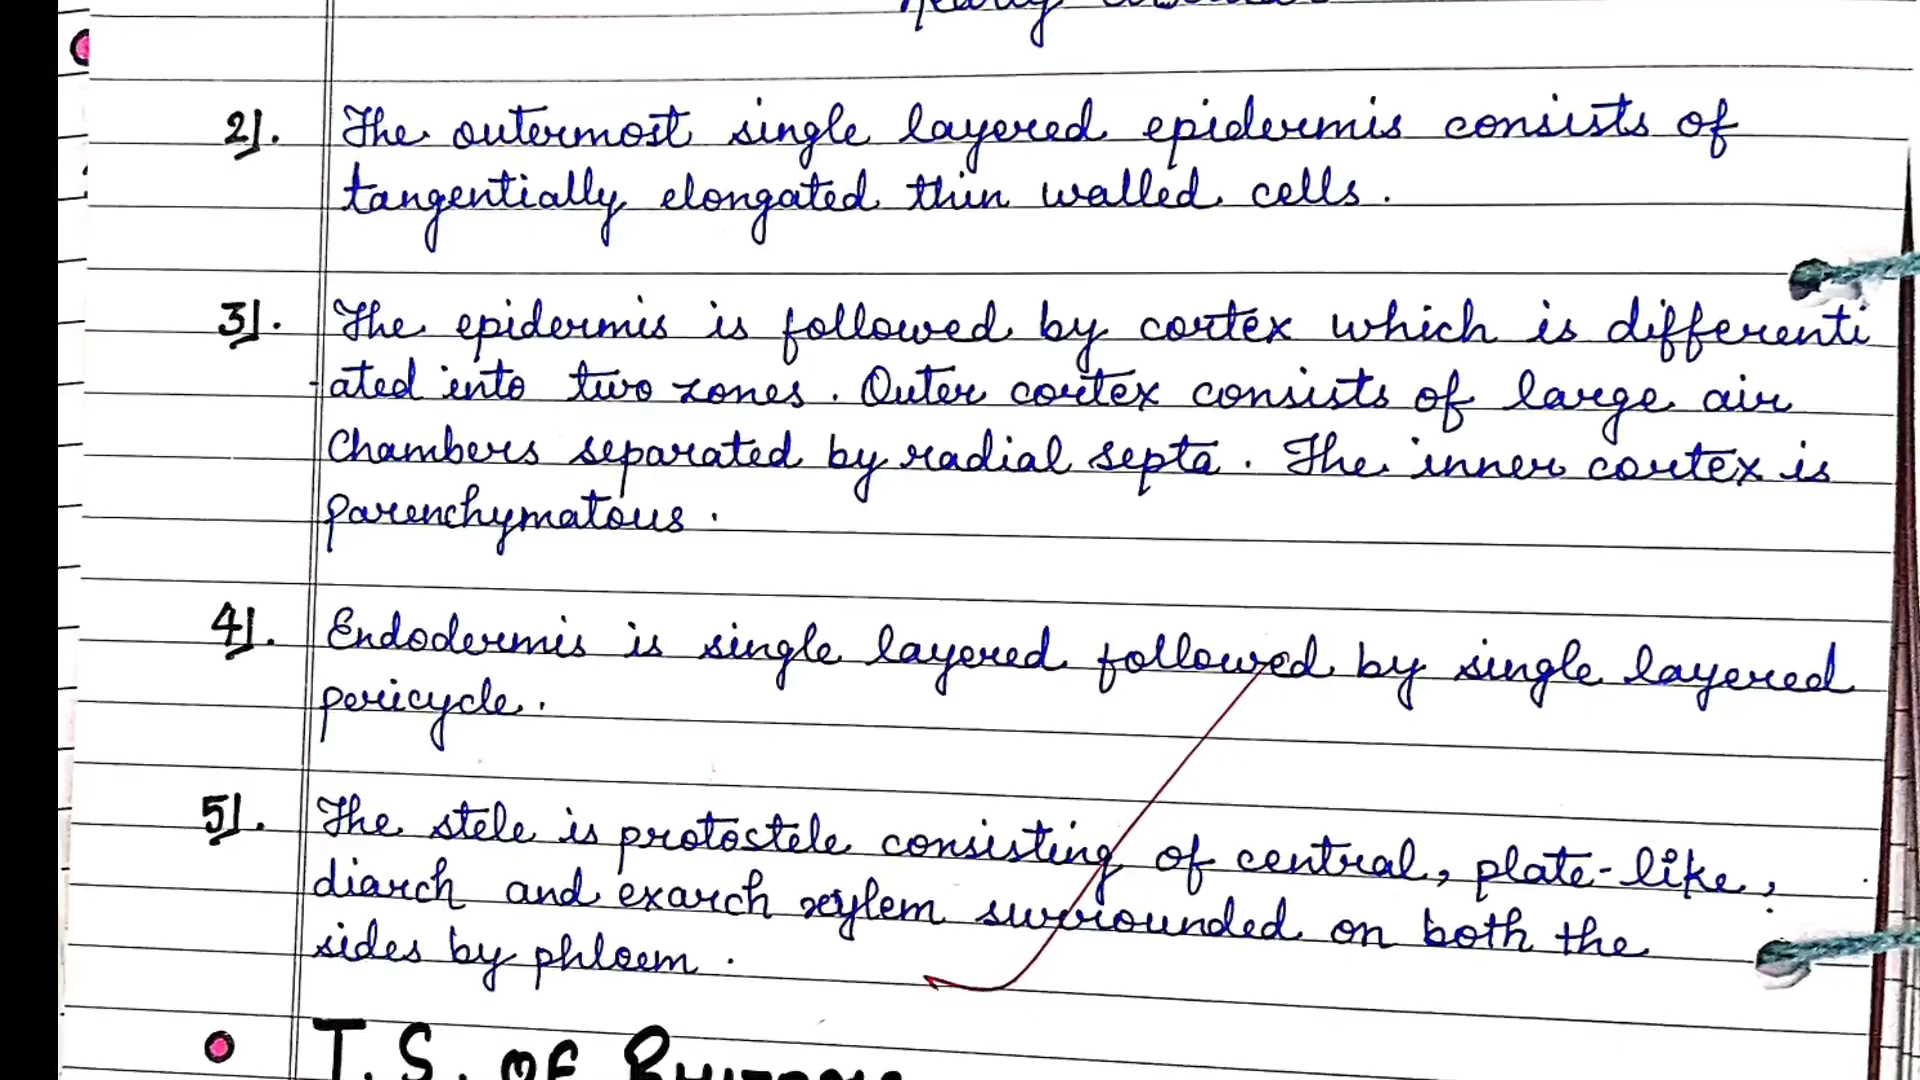 2]. The outermost single layered epidermis consists of
tangentially elongated thin walled cells.
3]. The epidermis is followed by cortex which is differenti
-ated into two zones. Outer cortex consists of large air
Chambers separated by radial septa. The inner cortex is
parenchymatous.
4]. Endodermis is single layered followed by single layered
pericycle.
5]. The stele is protostele consisting of central, plate-like,
diarch and exarch xylem surrounded on both the
sides by phloem.
T.S. OF